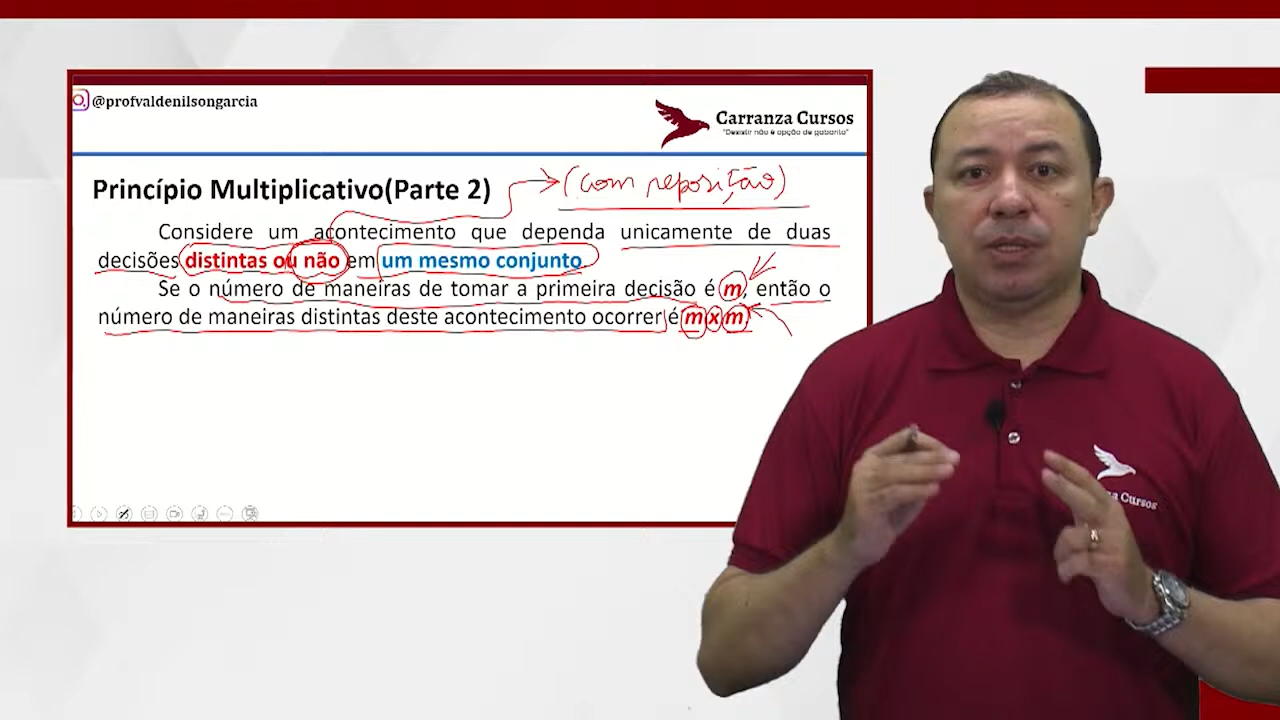 @profvaldenilsongarcia
Carranza Cursos
"Desistir não é opção de gabarito"
Princípio Multiplicativo(Parte 2)
(com reposição)
Considere um acontecimento que dependa unicamente de duas
decisões distintas ou não em um mesmo conjunto.
Se o número de maneiras de tomar a primeira decisão é m, então o
número de maneiras distintas deste acontecimento ocorrer é m x m
za Cursos